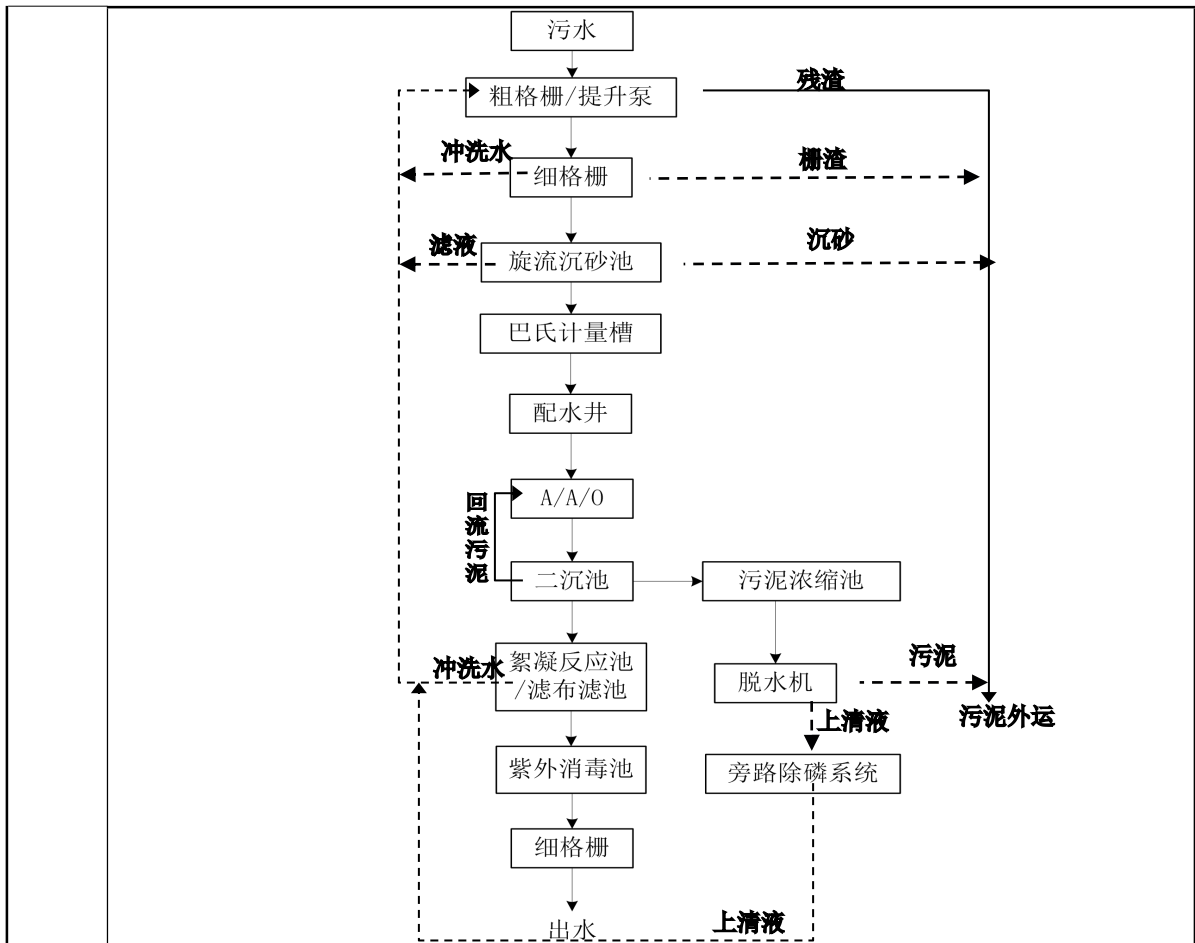 污水
残渣
粗格栅/提升泵
冲洗水
栅渣
细格栅
滤液
沉砂
旋流沉砂池
巴氏计量槽
配水井
回流污泥
A/A/O
二沉池
污泥浓缩池
冲洗水
絮凝反应池
/滤布滤池
污泥
脱水机
上清液
污泥外运
紫外消毒池
旁路除磷系统
细格栅
出水
上清液